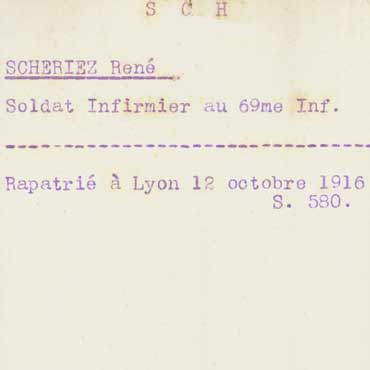 S C H
SCHERIEZ René
Soldat Infirmier au 69me Inf.
Rapatrié à Lyon 12 octobre 1916
S. 580.